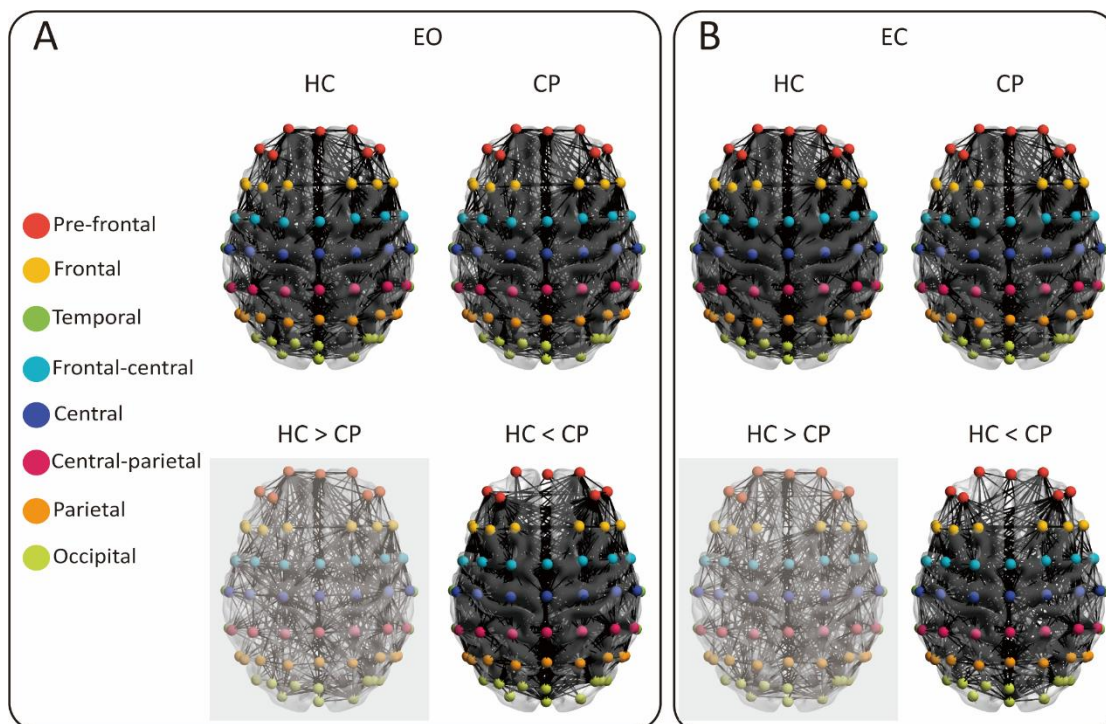 A
EO
HC
CP
Pre-frontal
Frontal
Temporal
Frontal-central
Central
Central-parietal
Parietal
Occipital
HC > CP
HC < CP
B
EC
HC
CP
HC > CP
HC < CP